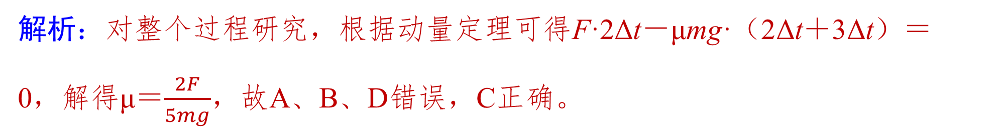 解析：对整个过程研究，根据动量定理可得F·2Δt－μmg·（2Δt＋3Δt）＝
0，解得μ＝\frac{2F}{5mg}，故A、B、D错误，C正确。